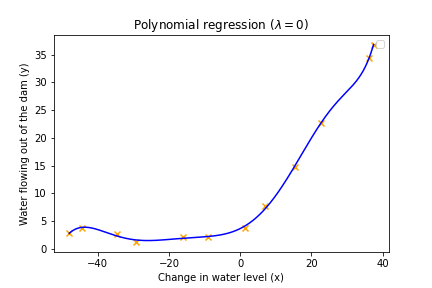 Polynomial regression (λ = 0)
Water flowing out of the dam (y)
35
30
25
20
15
10
5
0
−40 −20 0 20 40
Change in water level (x)